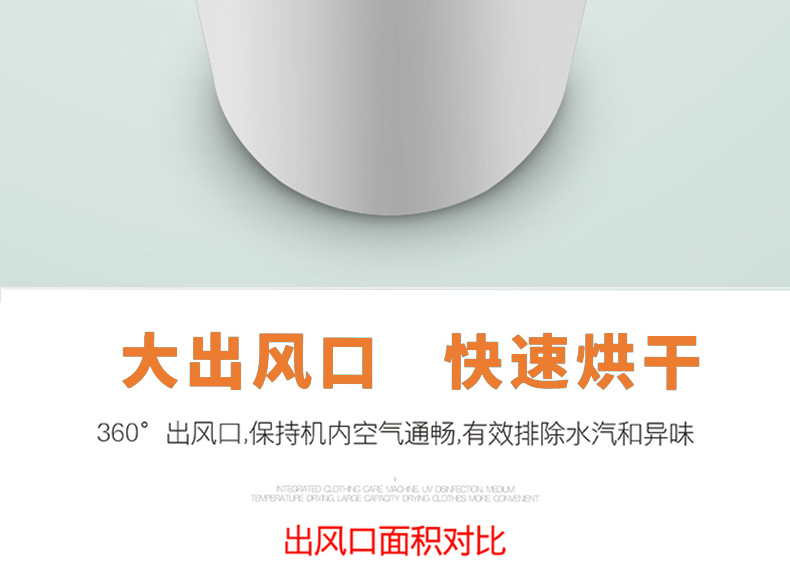 大出风口 快速烘干
360°出风口,保持机内空气通畅,有效排除水汽和异味
INTEGRATED CLOTHING CARE MACHINE, UV DISINFECTION, MEDIUM
TEMPERATURE DRYING, LARGE CAPACITY DRYING CLOTHES MORE CONVENIENT
出风口面积对比